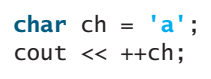 char ch = 'a';
cout << ++ch;